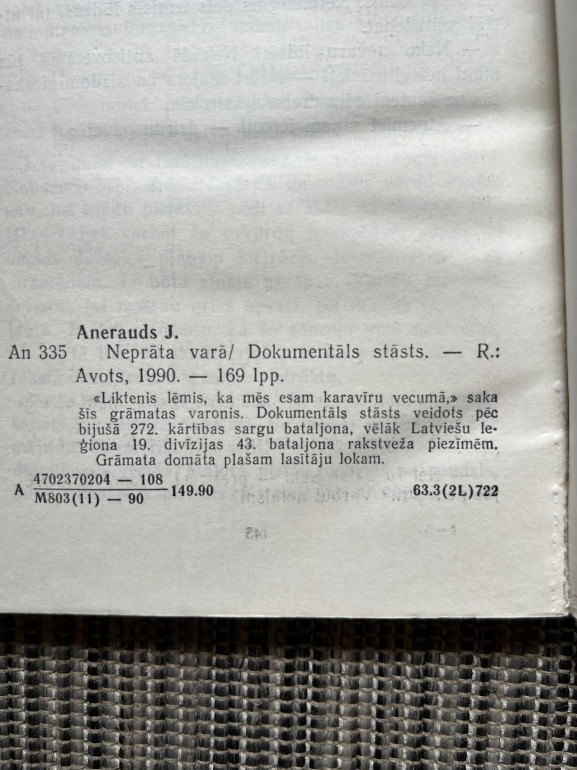 Anerauds J.
An 335 Neprāta varā/ Dokumentāls stāsts. — R.:
Avots, 1990. — 169 lpp.
«Liktenis lēmis, ka mēs esam karavīru vecumā,» saka
šīs grāmatas varonis. Dokumentāls stāsts veidots pēc
bijušā 272. kārtības sargu bataljona, vēlāk Latviešu le-
ģiona 19. divīzijas 43. bataljona rakstveža piezīmēm.
Grāmata domāta plašam lasītāju lokam.
A 4702370204 — 108
M803(11) — 90 149.90 63.3(2L)722